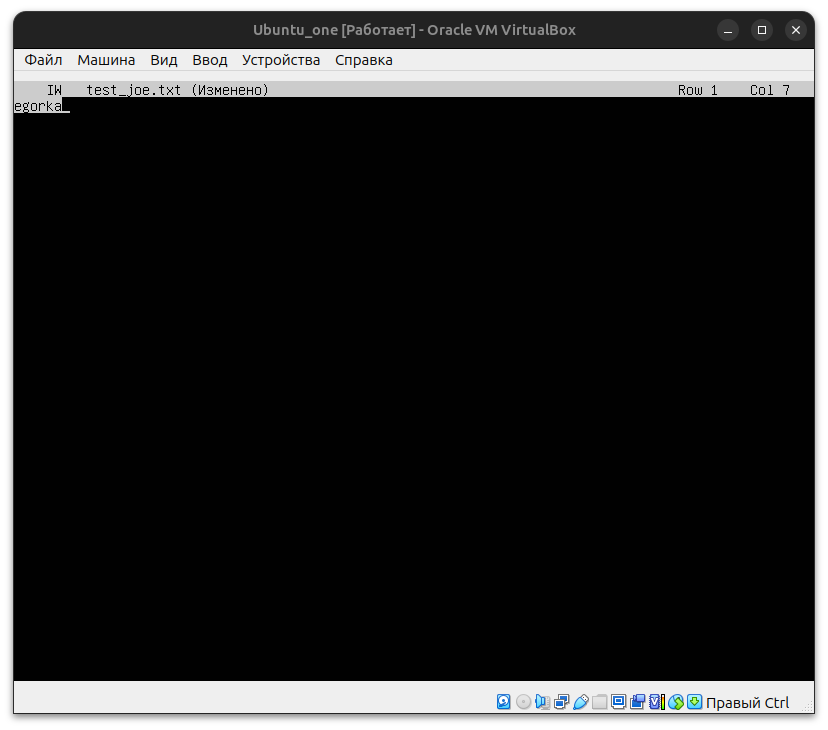 Ubuntu_one [Работает] - Oracle VM VirtualBox
Файл Машина Вид Ввод Устройства Справка
IW test_joe.txt (Изменено) Row 1 Col 7
egorka
Правый Ctrl